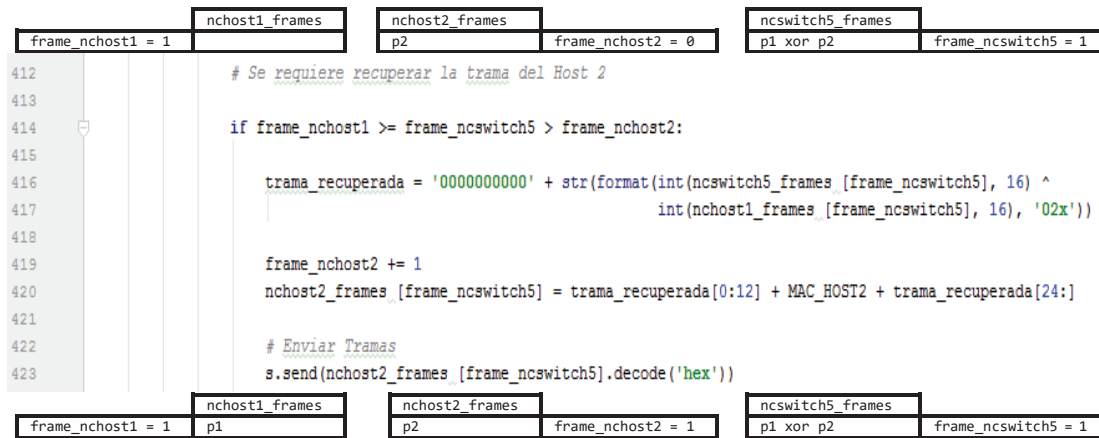 nchost1_frames nchost2_frames ncswitch5_frames
frame_nchost1 = 1 p2 frame_nchost2 = 0 p1 xor p2 frame_ncswitch5 = 1
412 # Se requiere recuperar la trama del Host 2
413
414 if frame_nchost1 >= frame_ncswitch5 > frame_nchost2:
415
416 trama_recuperada = '0000000000' + str(format(int(ncswitch5_frames [frame_ncswitch5], 16) ^
417 int(nchost1_frames [frame_ncswitch5], 16), '02x'))
418
419 frame_nchost2 += 1
420 nchost2_frames [frame_ncswitch5] = trama_recuperada[0:12] + MAC_HOST2 + trama_recuperada[24:]
421
422 # Enviar Tramas
423 s.send(nchost2_frames [frame_ncswitch5].decode('hex'))
nchost1_frames nchost2_frames ncswitch5_frames
frame_nchost1 = 1 p1 p2 frame_nchost2 = 1 p1 xor p2 frame_ncswitch5 = 1